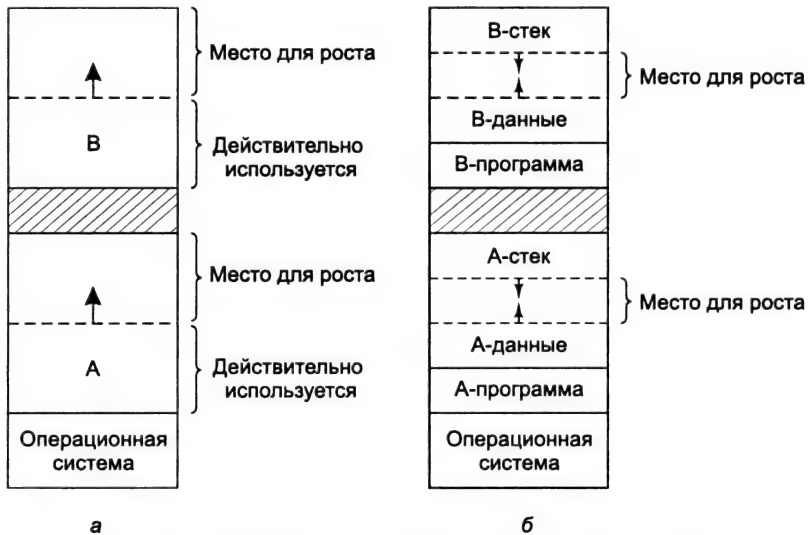 Место для роста
B
Действительно
используется
Место для роста
A
Действительно
используется
Операционная
система
а
B-стек
Место для роста
B-данные
B-программа
A-стек
Место для роста
A-данные
A-программа
Операционная
система
б